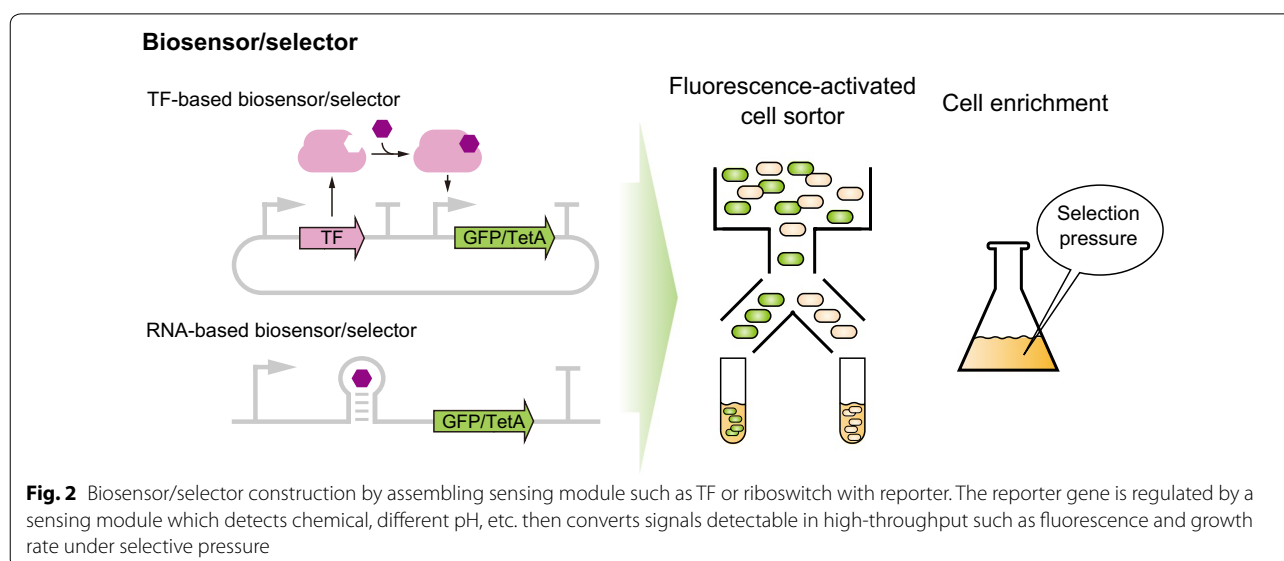 Biosensor/selector
TF-based biosensor/selector
TF
GFP/TetA
RNA-based biosensor/selector
GFP/TetA
Fluorescence-activated
cell sortor
Cell enrichment
Selection
pressure
Fig. 2 Biosensor/selector construction by assembling sensing module such as TF or riboswitch with reporter. The reporter gene is regulated by a
sensing module which detects chemical, different pH, etc. then converts signals detectable in high-throughput such as fluorescence and growth
rate under selective pressure